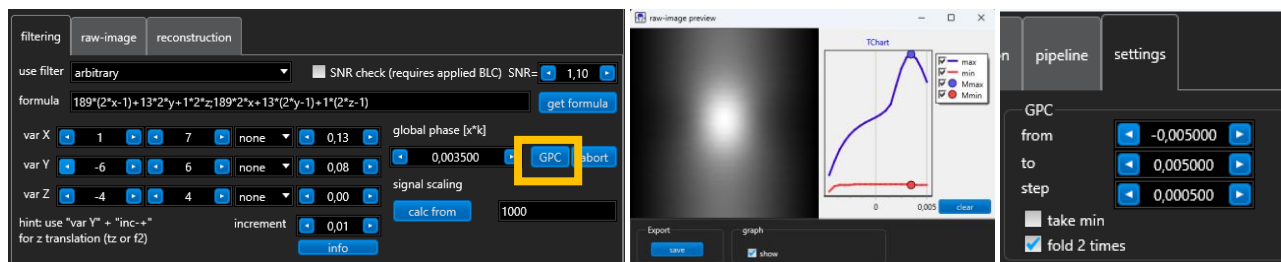 filtering raw-image reconstruction
use filter arbitrary SNR check (requires applied BLC) SNR= 1,10
formula 189*(2*x-1)+13*2*y+1*2*z;189*2*x+13*(2*y-1)+1*(2*z-1) get formula
var X 1 7 none 0,13 global phase [x*k]
0,003500 GPC abort
var Y -6 6 none 0,08
signal scaling
var Z -4 4 none 0,00
calc from 1000
hint: use "var Y" + "inc-+" increment 0,01
for z translation (tz or f2)
info
raw-image preview
TChart
max
min
Mmax
Mmin
0 0,005 clear
Export graph
save show
pipeline settings
GPC
from -0,005000
to 0,005000
step 0,000500
take min
fold 2 times